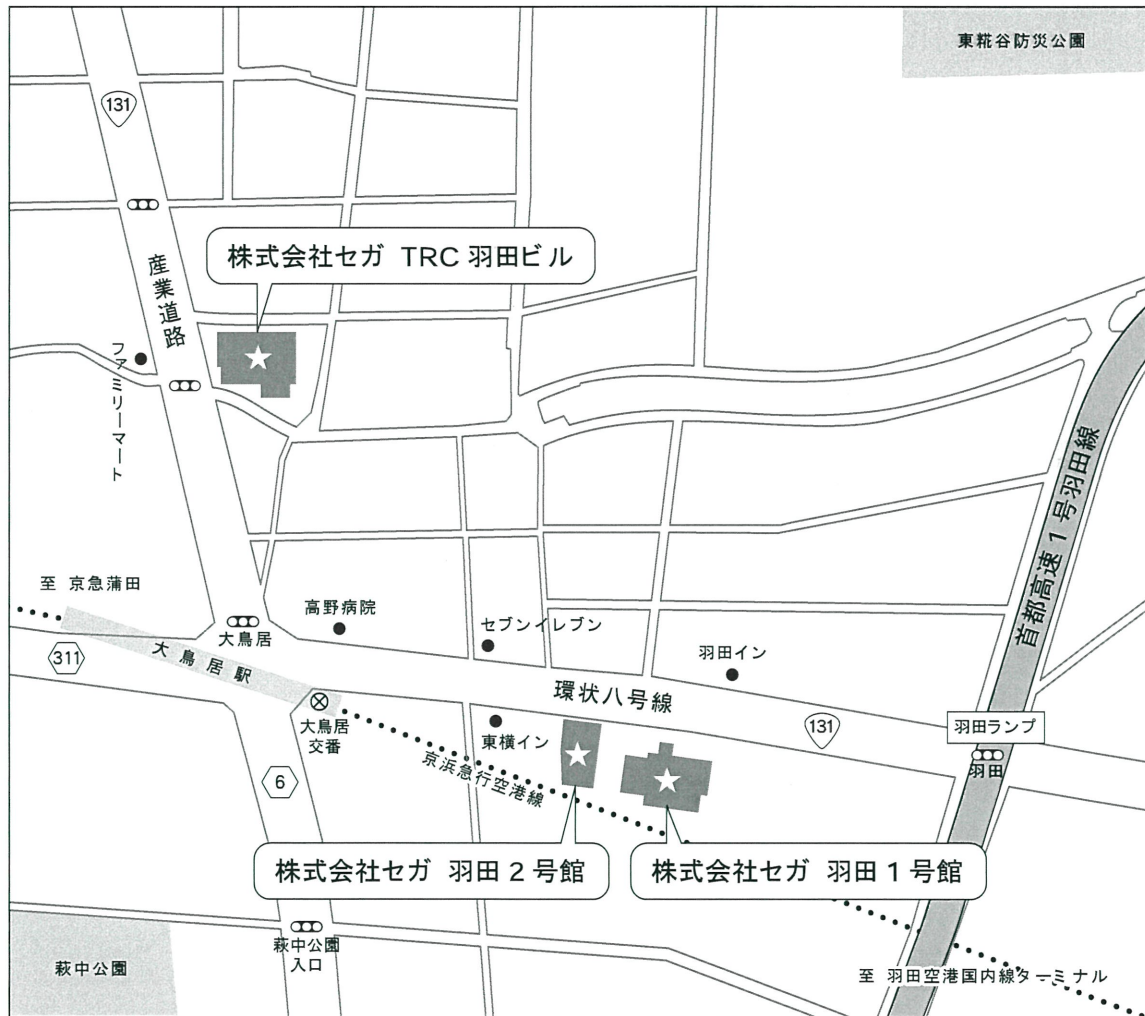 東糀谷防災公園
131
株式会社セガ TRC 羽田ビル
産業道路
ファミリーマート
首都高速1号羽田線
至 京急蒲田
高野病院
セブンイレブン
大鳥居
羽田イン
311
大鳥居駅
環状八号線
大鳥居
交番
東横イン
131
羽田ランプ
羽田
京浜急行空港線
6
株式会社セガ 羽田2号館
株式会社セガ 羽田1号館
萩中公園
入口
萩中公園
至 羽田空港国内線ターミナル